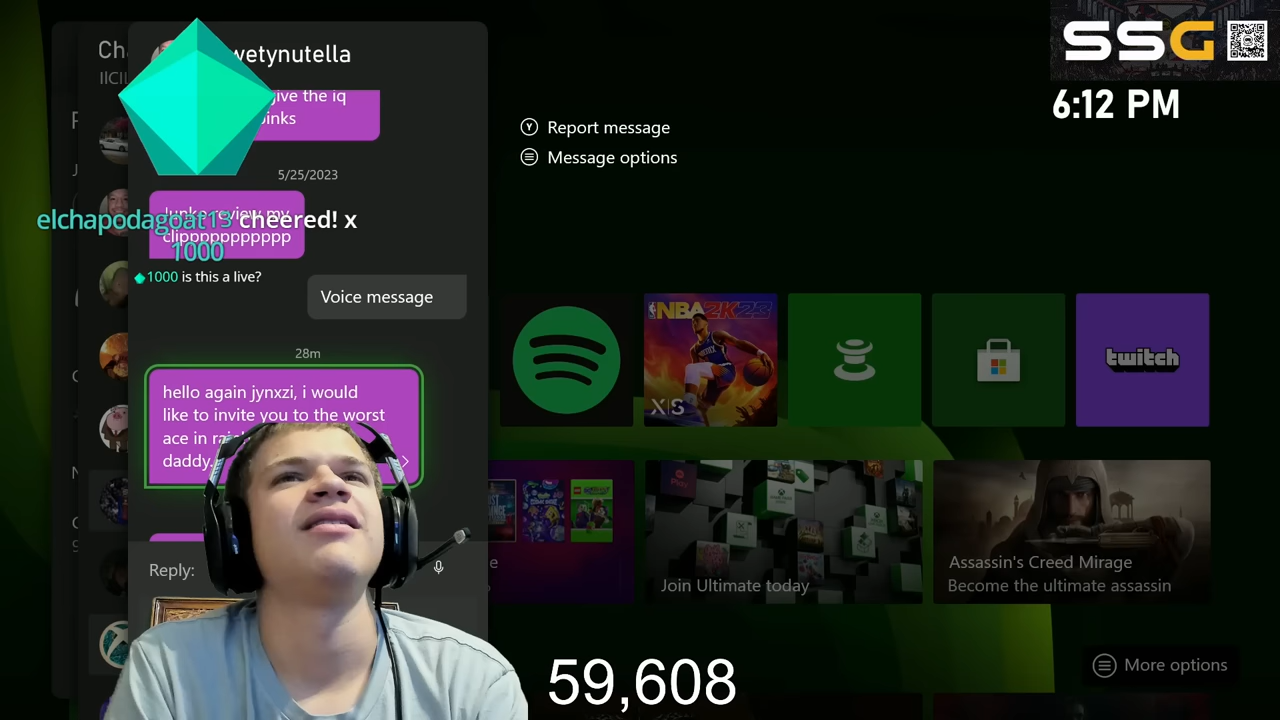 SSG
6:12 PM
wetynutella
give the iq
5/25/2023
review my
clipppppppppp
elchapodagoat13 cheered! x
1000
1000 is this a live?
Voice message
28m
hello again jynxzi, i would
like to invite you to the worst
ace in
daddy.
Reply:
Report message
Message options
NBA 2K23
X|S
twitch
Join Ultimate today
Assassin's Creed Mirage
Become the ultimate assassin
More options
59,608